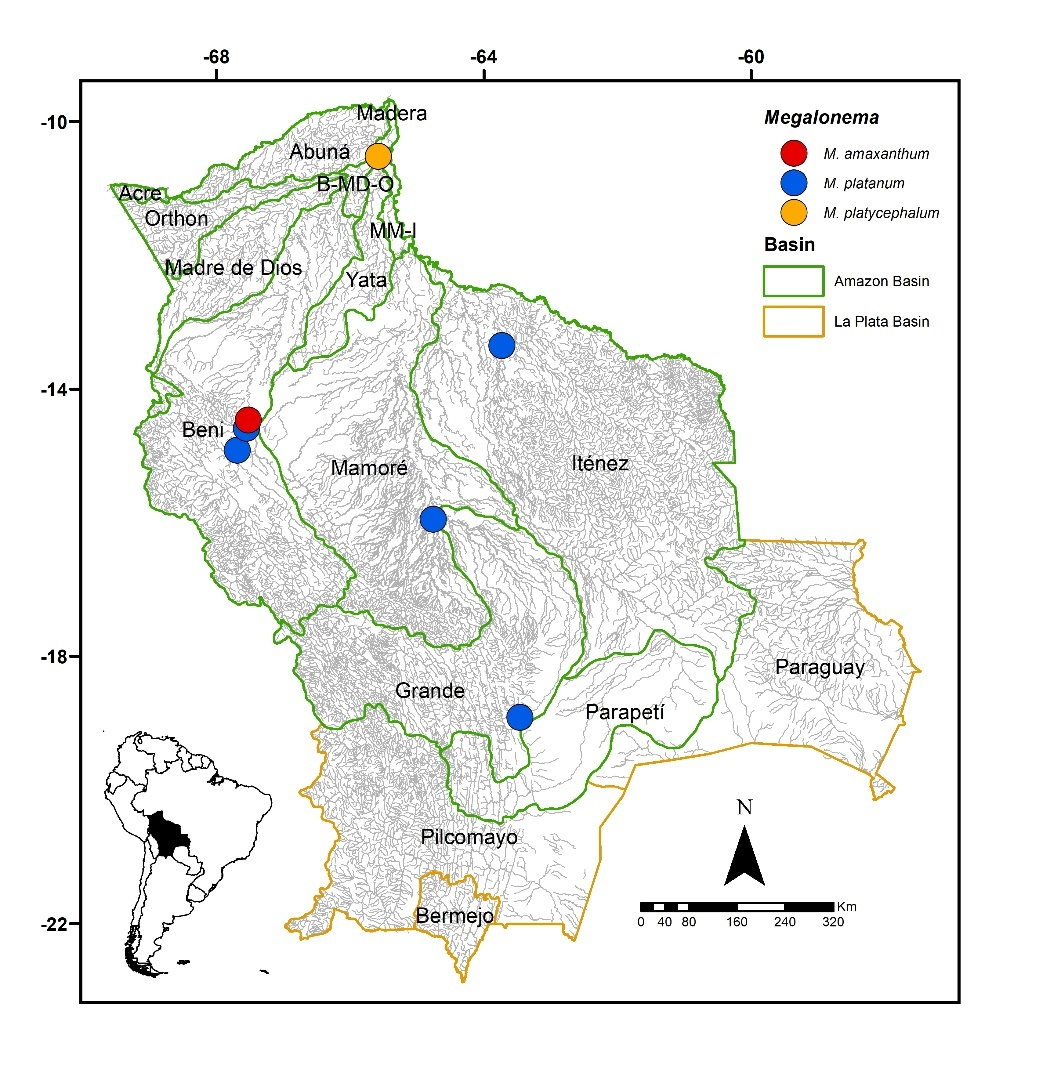 -68 -64 -60
-10
-14
-18
-22
Megalonema
M. amaxanthum
M. platanum
M. platycephalum
Basin
Amazon Basin
La Plata Basin
Madera
Abuná
B-MD-O
Acre
Orthon
MM-I
Madre de Dios
Yata
Beni
Mamoré
Iténez
Grande
Parapetí
Paraguay
Pilcomayo
Bermejo
N
Km
0 40 80 160 240 320